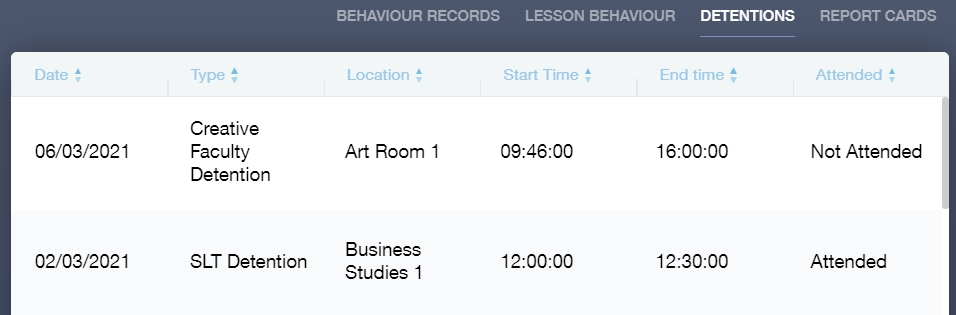 BEHAVIOUR RECORDS LESSON BEHAVIOUR DETENTIONS REPORT CARDS
Date Type Location Start Time End time Attended
Creative
06/03/2021 Faculty Art Room 1 09:46:00 16:00:00 Not Attended
Detention
Business
02/03/2021 SLT Detention 12:00:00 12:30:00 Attended
Studies 1